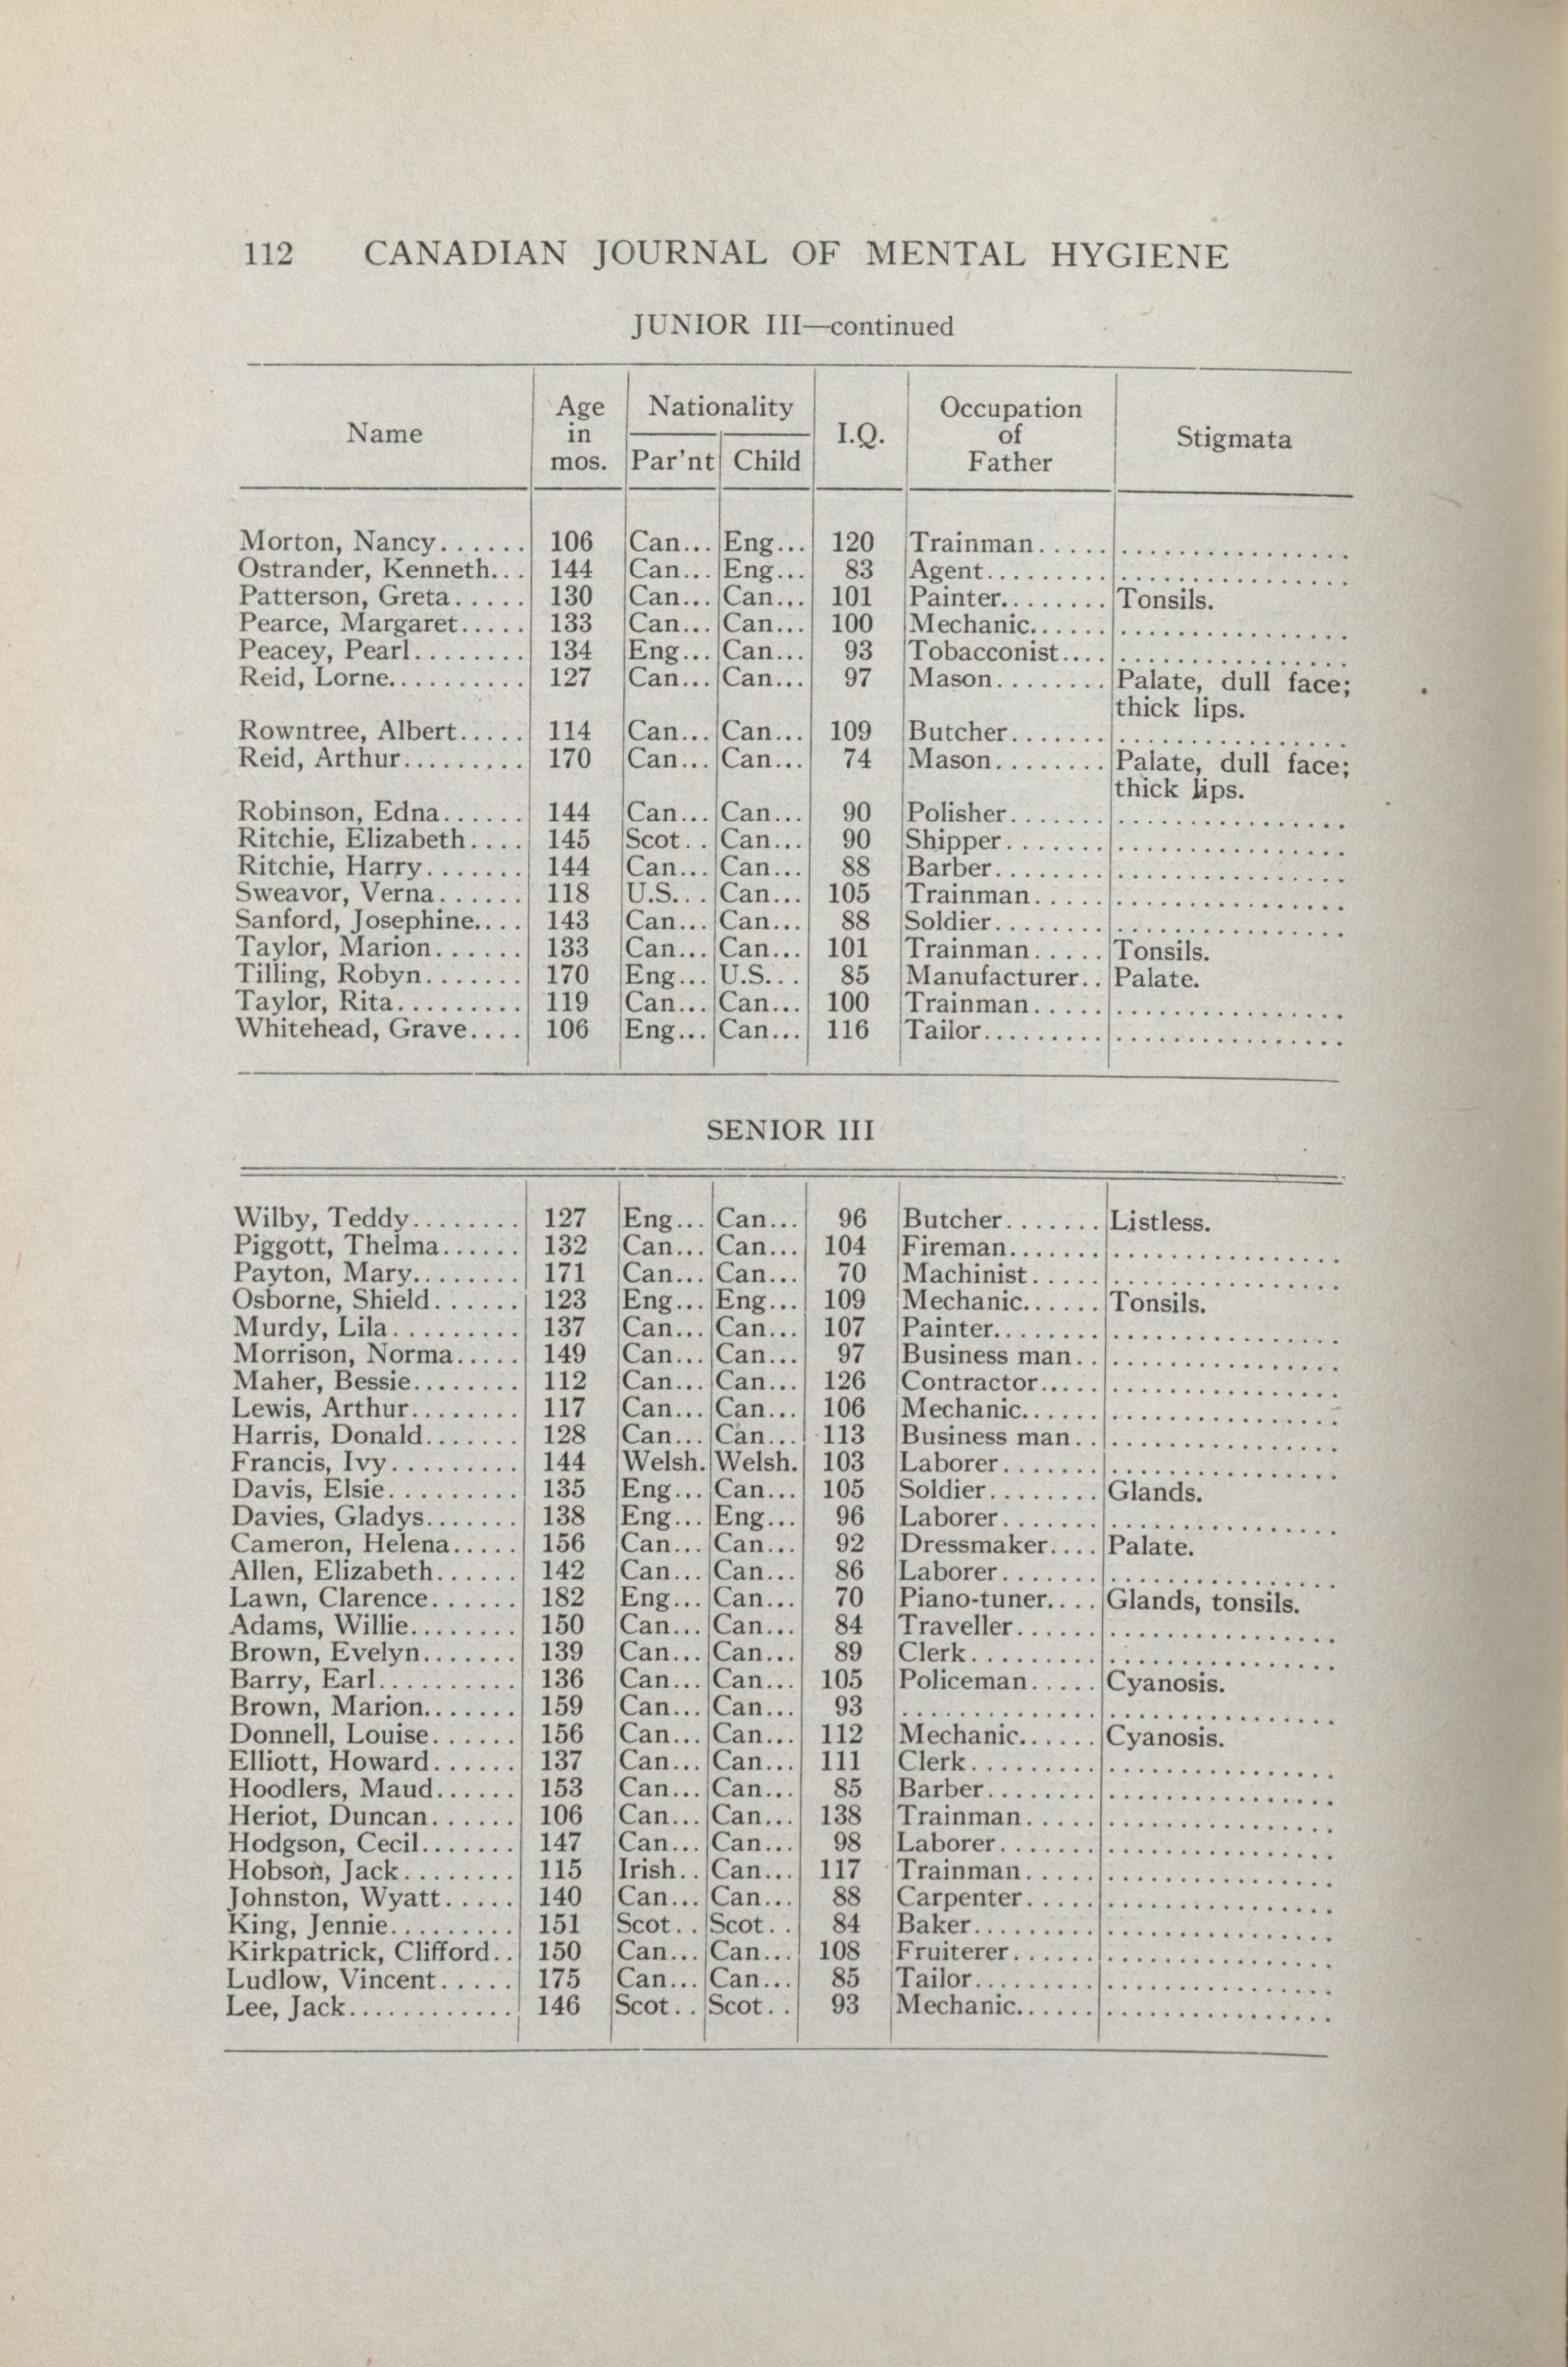 112 CANADIAN JOURNAL OF MENTAL HYGIENE
JUNIOR III—continued
Name Age in mos. Nationality Par'nt Child I.Q. Occupation of Father Stigmata
Morton, Nancy...... 106 Can... Eng... 120 Trainman.....
Ostrander, Kenneth... 144 Can... Eng... 83 Agent.........
Patterson, Greta..... 130 Can... Can... 101 Painter........ Tonsils.
Pearce, Margaret..... 133 Can... Can... 100 Mechanic......
Peacey, Pearl........ 134 Eng... Can... 93 Tobacconist....
Reid, Lorne.......... 127 Can... Can... 97 Mason........ Palate, dull face;
thick lips.
Rowntree, Albert..... 114 Can... Can... 109 Butcher.......
Reid, Arthur......... 170 Can... Can... 74 Mason........ Palate, dull face;
thick lips.
Robinson, Edna...... 144 Can... Can... 90 Polisher.......
Ritchie, Elizabeth.... 145 Scot.. Can... 90 Shipper.......
Ritchie, Harry....... 144 Can... Can... 88 Barber........
Sweavor, Verna...... 118 U.S... Can... 105 Trainman.....
Sanford, Josephine.... 143 Can... Can... 88 Soldier........
Taylor, Marion...... 133 Can... Can... 101 Trainman..... Tonsils.
Tilling, Robyn....... 170 Eng... U.S... 85 Manufacturer.. Palate.
Taylor, Rita......... 119 Can... Can... 100 Trainman.....
Whitehead, Grave.... 106 Eng... Can... 116 Tailor.........
SENIOR III
Wilby, Teddy........ 127 Eng... Can... 96 Butcher....... Listless.
Piggott, Thelma...... 132 Can... Can... 104 Fireman.......
Payton, Mary........ 171 Can... Can... 70 Machinist.....
Osborne, Shield...... 123 Eng... Eng... 109 Mechanic...... Tonsils.
Murdy, Lila......... 137 Can... Can... 107 Painter........
Morrison, Norma..... 149 Can... Can... 97 Business man..
Maher, Bessie........ 112 Can... Can... 126 Contractor.....
Lewis, Arthur........ 117 Can... Can... 106 Mechanic......
Harris, Donald....... 128 Can... Can... 113 Business man..
Francis, Ivy......... 144 Welsh. Welsh. 103 Laborer.......
Davis, Elsie......... 135 Eng... Can... 105 Soldier........ Glands.
Davies, Gladys....... 138 Eng... Eng... 96 Laborer.......
Cameron, Helena..... 156 Can... Can... 92 Dressmaker.... Palate.
Allen, Elizabeth...... 142 Can... Can... 86 Laborer.......
Lawn, Clarence...... 182 Eng... Can... 70 Piano-tuner.... Glands, tonsils.
Adams, Willie........ 150 Can... Can... 84 Traveller......
Brown, Evelyn....... 139 Can... Can... 89 Clerk.........
Barry, Earl.......... 136 Can... Can... 105 Policeman..... Cyanosis.
Brown, Marion....... 159 Can... Can... 93
Donnell, Louise...... 156 Can... Can... 112 Mechanic...... Cyanosis.
Elliott, Howard...... 137 Can... Can... 111 Clerk.........
Hoodlers, Maud...... 153 Can... Can... 85 Barber........
Heriot, Duncan...... 106 Can... Can... 138 Trainman.....
Hodgson, Cecil....... 147 Can... Can... 98 Laborer.......
Hobson, Jack........ 115 Irish.. Can... 117 Trainman.....
Johnston, Wyatt..... 140 Can... Can... 88 Carpenter.....
King, Jennie......... 151 Scot.. Scot.. 84 Baker.........
Kirkpatrick, Clifford.. 150 Can... Can... 108 Fruiterer......
Ludlow, Vincent..... 175 Can... Can... 85 Tailor.........
Lee, Jack............ 146 Scot.. Scot.. 93 Mechanic......